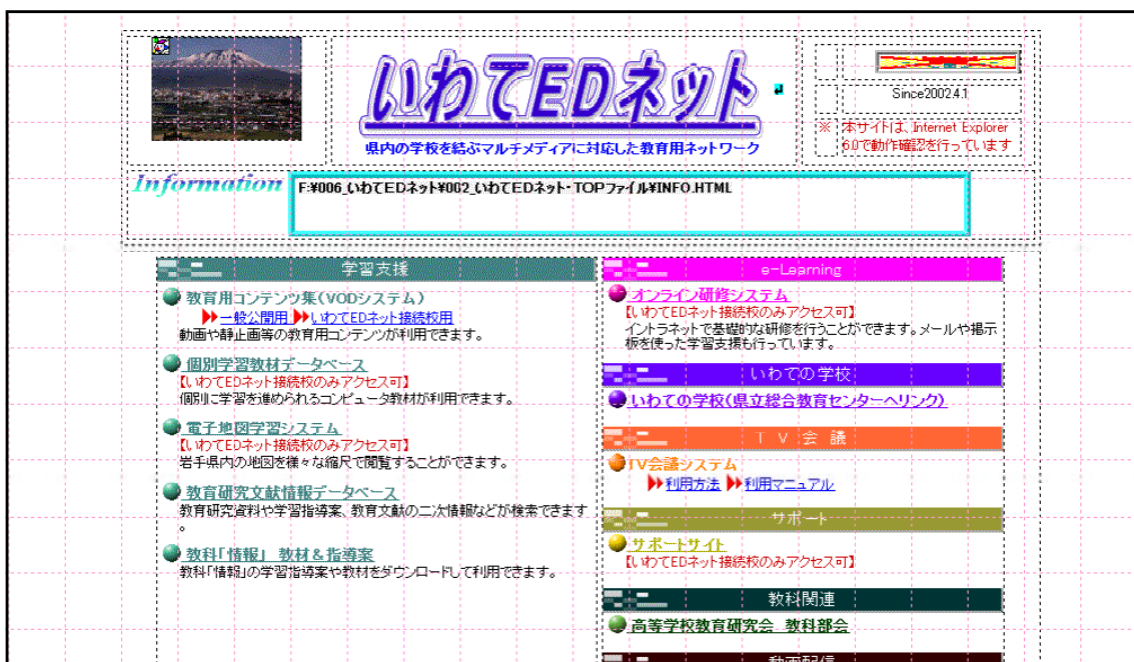 いわてEDネット
県内の学校を結ぶマルチメディアに対応した教育用ネットワーク
Since2002.4.1
※ 本サイトは、Internet Explorer
6.0で動作確認を行っています
Information
F:¥006_いわてEDネット¥002_いわてEDネット・TOPファイル¥INFO.HTML
学習支援
教育用コンテンツ集(VODシステム)
一般公開用 いわてEDネット接続校用
動画や静止画等の教育用コンテンツが利用できます。
個別学習教材データベース
【いわてEDネット接続校のみアクセス可】
個別に学習を進められるコンピュータ教材が利用できます。
電子地図学習システム
【いわてEDネット接続校のみアクセス可】
岩手県内の地図を様々な縮尺で閲覧することができます。
教育研究文献情報データベース
教育研究資料や学習指導案、教育文献の二次情報などが検索できます
。
教科「情報」 教材&指導案
教科「情報」の学習指導案や教材をダウンロードして利用できます。
e-Learning
オンライン研修システム
【いわてEDネット接続校のみアクセス可】
イントラネットで基礎的な研修を行うことができます。メールや掲示
板を使った学習支援も行っています。
いわての学校
いわての学校(県立総合教育センターへリンク)
TV会議
TV会議システム
利用方法 利用マニュアル
サポート
サポートサイト
【いわてEDネット接続校のみアクセス可】
教科関連
高等学校教育研究会 教科部会
動画配信